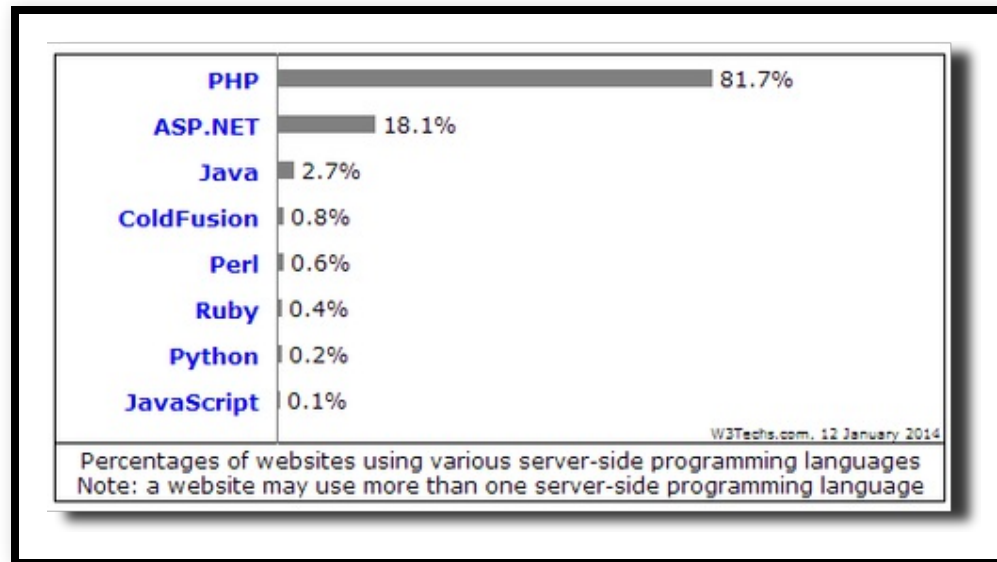 PHP 81.7%
ASP.NET 18.1%
Java 2.7%
ColdFusion 0.8%
Perl 0.6%
Ruby 0.4%
Python 0.2%
JavaScript 0.1%
W3Techs.com, 12 January 2014
Percentages of websites using various server-side programming languages
Note: a website may use more than one server-side programming language